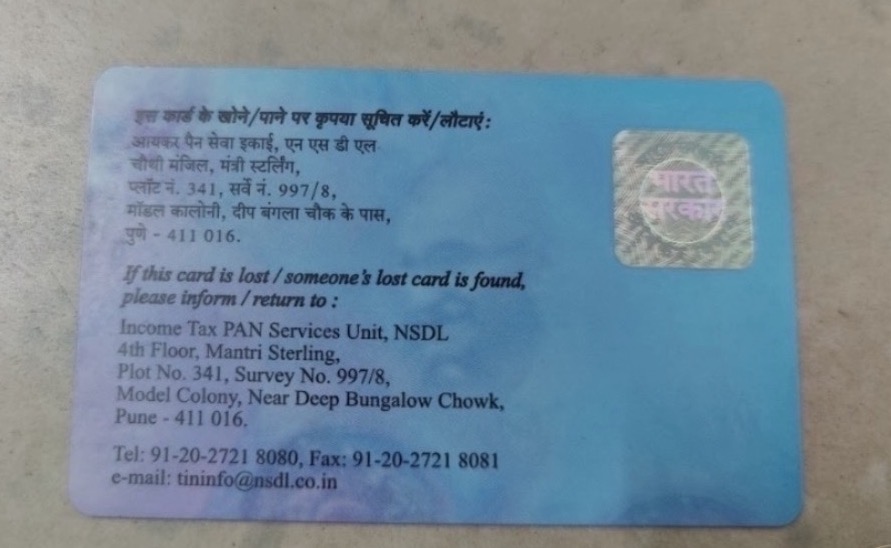 इस कार्ड के खोने/पाने पर कृपया सूचित करें/लौटाएं:
आयकर पैन सेवा इकाई, एन एस डी एल
चौथी मंजिल, मंत्री स्टर्लिंग,
प्लॉट नं. 341, सर्वे नं. 997/8,
मॉडल कालोनी, दीप बंगला चौक के पास,
पुणे - 411 016.
If this card is lost / someone's lost card is found,
please inform / return to :
Income Tax PAN Services Unit, NSDL
4th Floor, Mantri Sterling,
Plot No. 341, Survey No. 997/8,
Model Colony, Near Deep Bungalow Chowk,
Pune - 411 016.
Tel: 91-20-2721 8080, Fax: 91-20-2721 8081
e-mail: tininfo@nsdl.co.in
भारत
सरकार